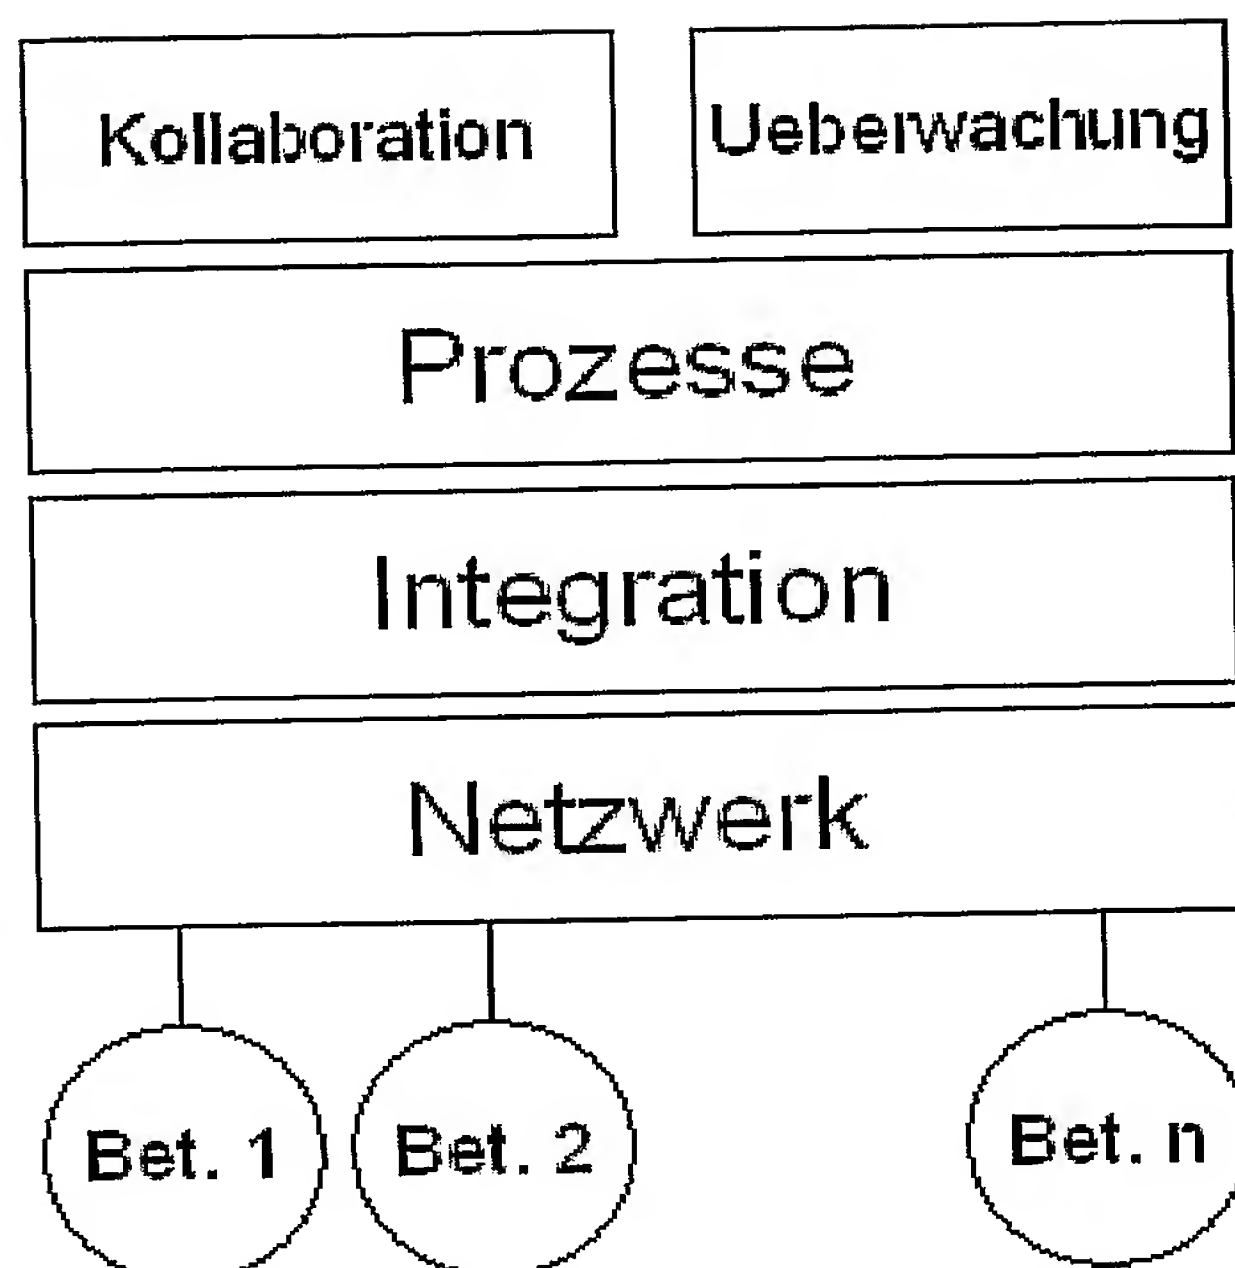 Kollaboration
Ueberwachung
Prozesse
Integration
Netzwerk
Bet. 1
Bet. 2
Bet. n